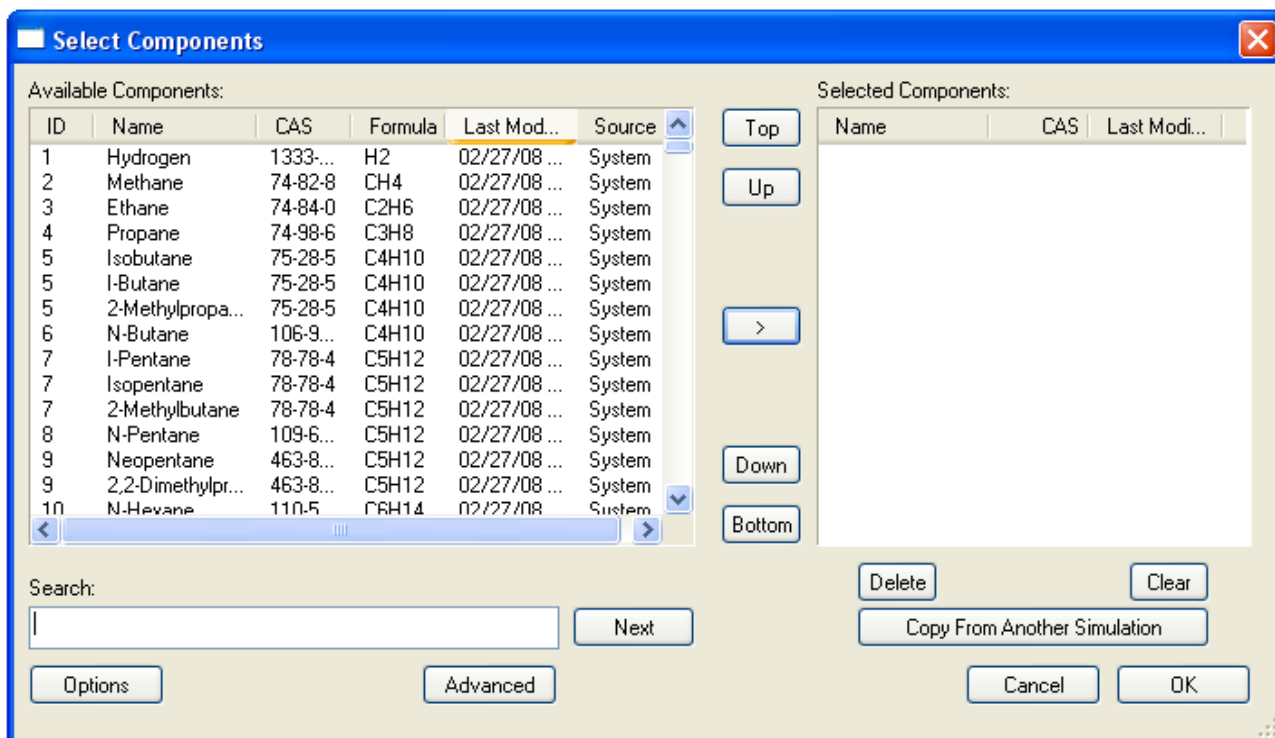 Select Components
Available Components:
ID Name CAS Formula Last Mod... Source
1 Hydrogen 1333-... H2 02/27/08 ... System
2 Methane 74-82-8 CH4 02/27/08 ... System
3 Ethane 74-84-0 C2H6 02/27/08 ... System
4 Propane 74-98-6 C3H8 02/27/08 ... System
5 Isobutane 75-28-5 C4H10 02/27/08 ... System
5 I-Butane 75-28-5 C4H10 02/27/08 ... System
5 2-Methylpropa... 75-28-5 C4H10 02/27/08 ... System
6 N-Butane 106-9... C4H10 02/27/08 ... System
7 I-Pentane 78-78-4 C5H12 02/27/08 ... System
7 Isopentane 78-78-4 C5H12 02/27/08 ... System
7 2-Methylbutane 78-78-4 C5H12 02/27/08 ... System
8 N-Pentane 109-6... C5H12 02/27/08 ... System
9 Neopentane 463-8... C5H12 02/27/08 ... System
9 2,2-Dimethylpr... 463-8... C5H12 02/27/08 ... System
10 N-Hexane 110-5 C6H14 02/27/08 System
Search:
Next
Options
Advanced
Top
Up
>
Down
Bottom
Selected Components:
Name CAS Last Modi...
Delete
Clear
Copy From Another Simulation
Cancel
OK